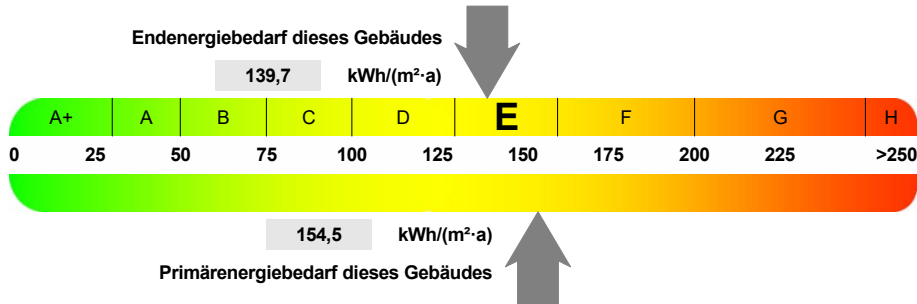 Endenergiebedarf dieses Gebäudes
139,7 kWh/(m²·a)
A+ A B C D E F G H
0 25 50 75 100 125 150 175 200 225 >250
154,5 kWh/(m²·a)
Primärenergiebedarf dieses Gebäudes